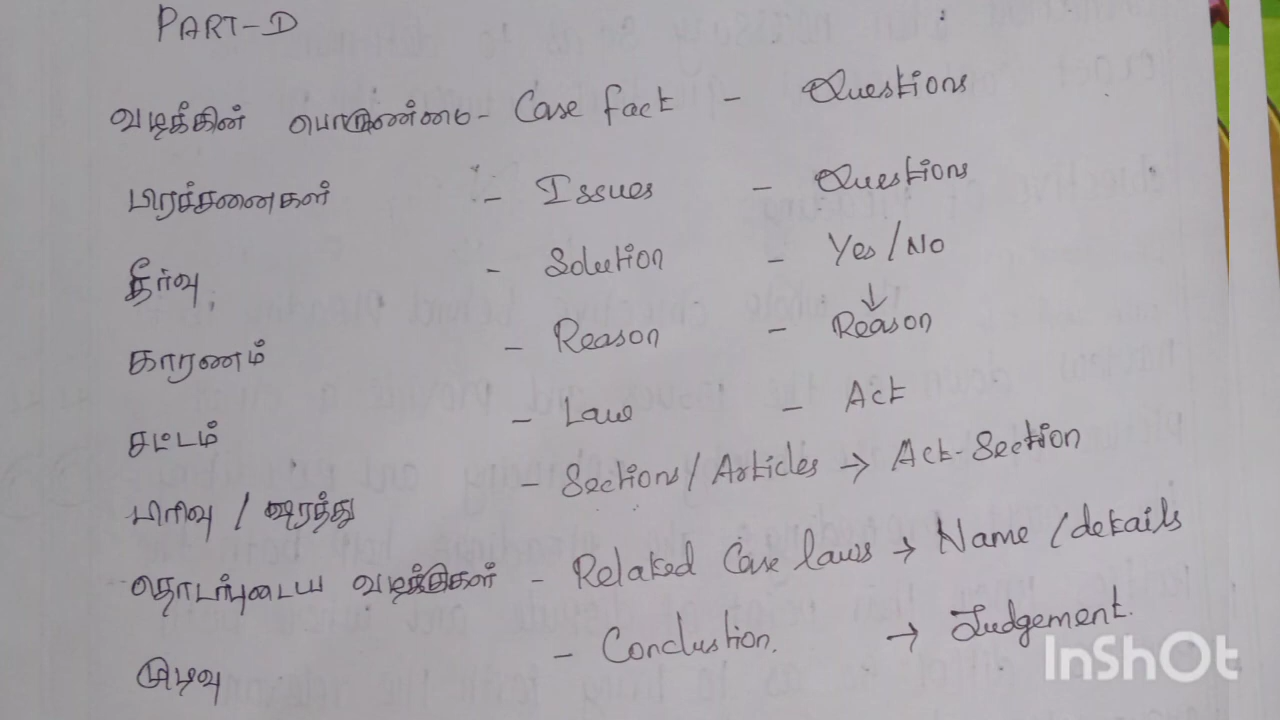 PART-D
வழக்கின் பொருண்மை - Case fact - Questions
பிரச்சனைகள் - Issues - Questions
தீர்வு - Solution - Yes/No
↓
காரணம் - Reason - Reason
சட்டம் - Law - Act
பிரிவு / ஷரத்து - Sections/Articles → Act-Section
தொடர்புடைய வழக்குகள் - Related Case laws → Name/details
முடிவு - Conclustion. → Judgement.
InShOt